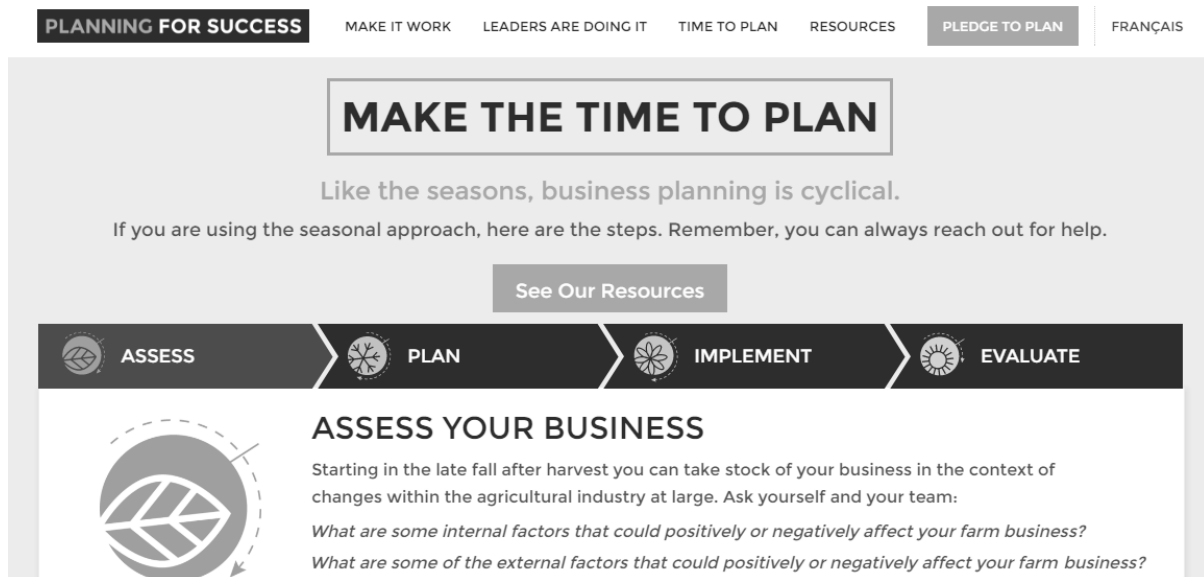 PLANNING FOR SUCCESS MAKE IT WORK LEADERS ARE DOING IT TIME TO PLAN RESOURCES PLEDGE TO PLAN FRANÇAIS
MAKE THE TIME TO PLAN
Like the seasons, business planning is cyclical.
If you are using the seasonal approach, here are the steps. Remember, you can always reach out for help.
See Our Resources
ASSESS PLAN IMPLEMENT EVALUATE
ASSESS YOUR BUSINESS
Starting in the late fall after harvest you can take stock of your business in the context of
changes within the agricultural industry at large. Ask yourself and your team:
What are some internal factors that could positively or negatively affect your farm business?
What are some of the external factors that could positively or negatively affect your farm business?